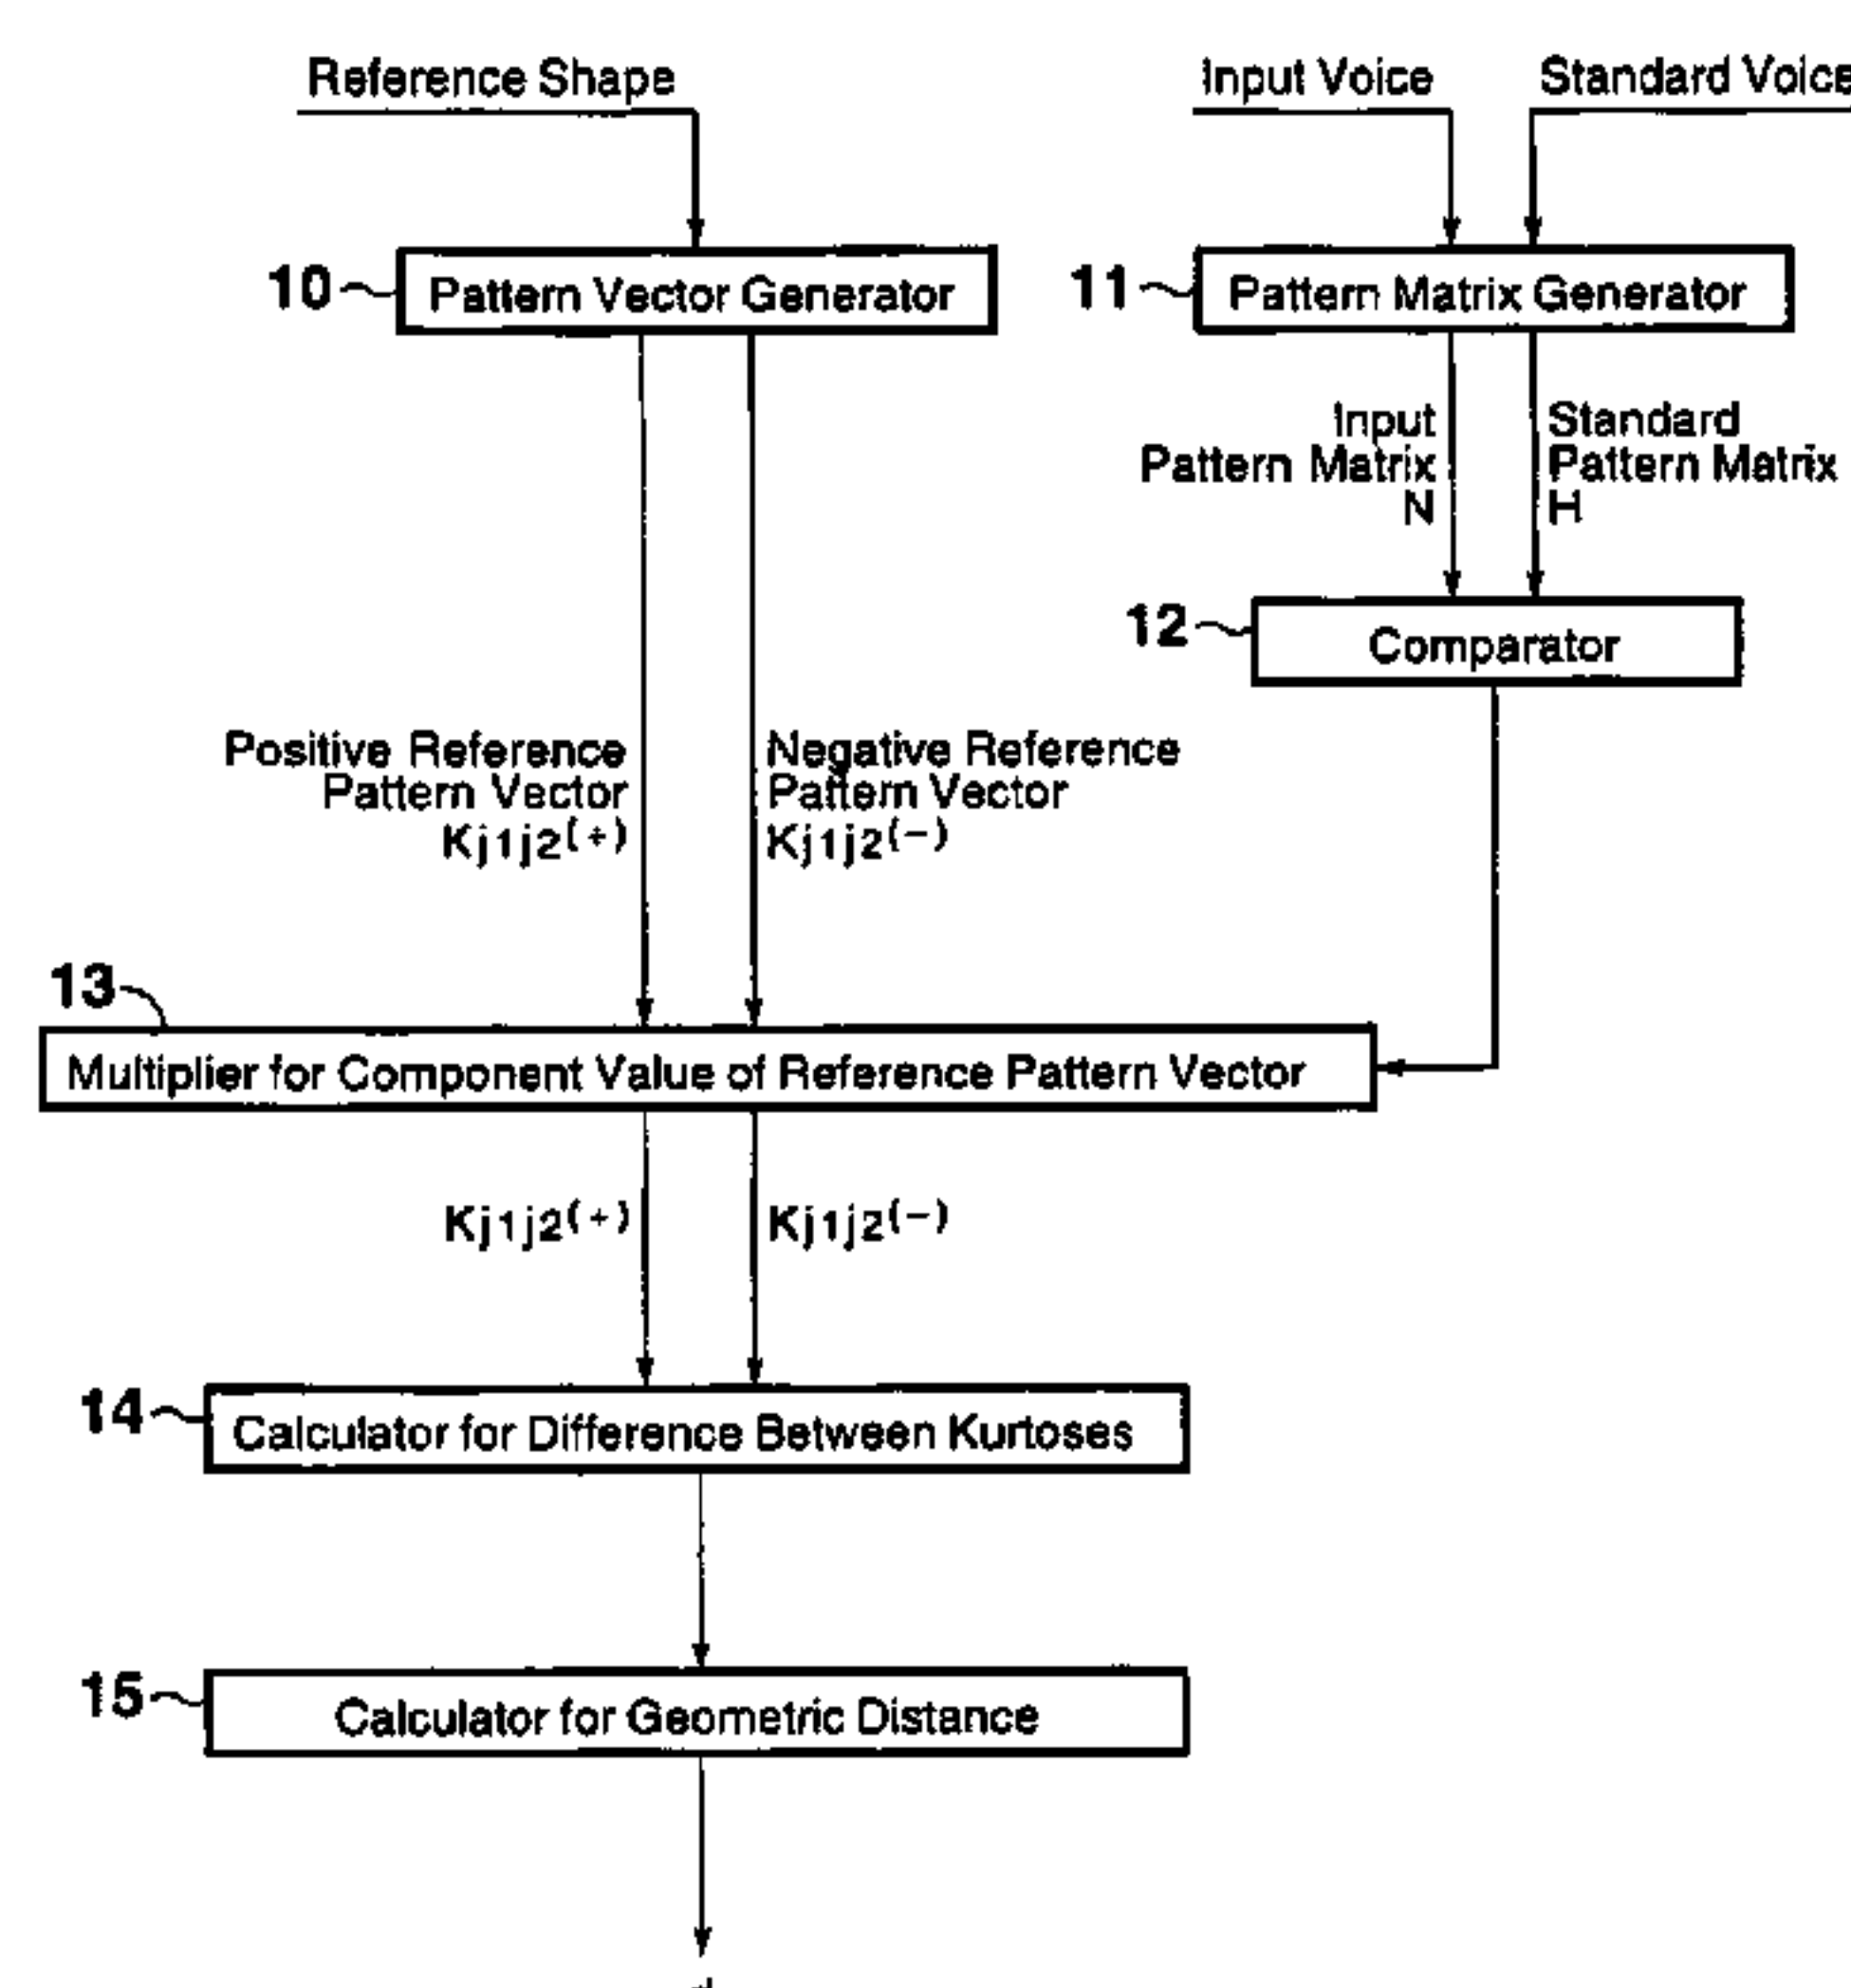 Reference Shape
Input Voice
Standard Voice
10
Pattern Vector Generator
11
Pattern Matrix Generator
Input
Pattern Matrix
N
Standard
Pattern Matrix
H
12
Comparator
Positive Reference
Pattern Vector
Kj1j2(+)
Negative Reference
Pattern Vector
Kj1j2(−)
13
Multiplier for Component Value of Reference Pattern Vector
Kj1j2(+)
Kj1j2(−)
14
Calculator for Difference Between Kurtoses
15
Calculator for Geometric Distance